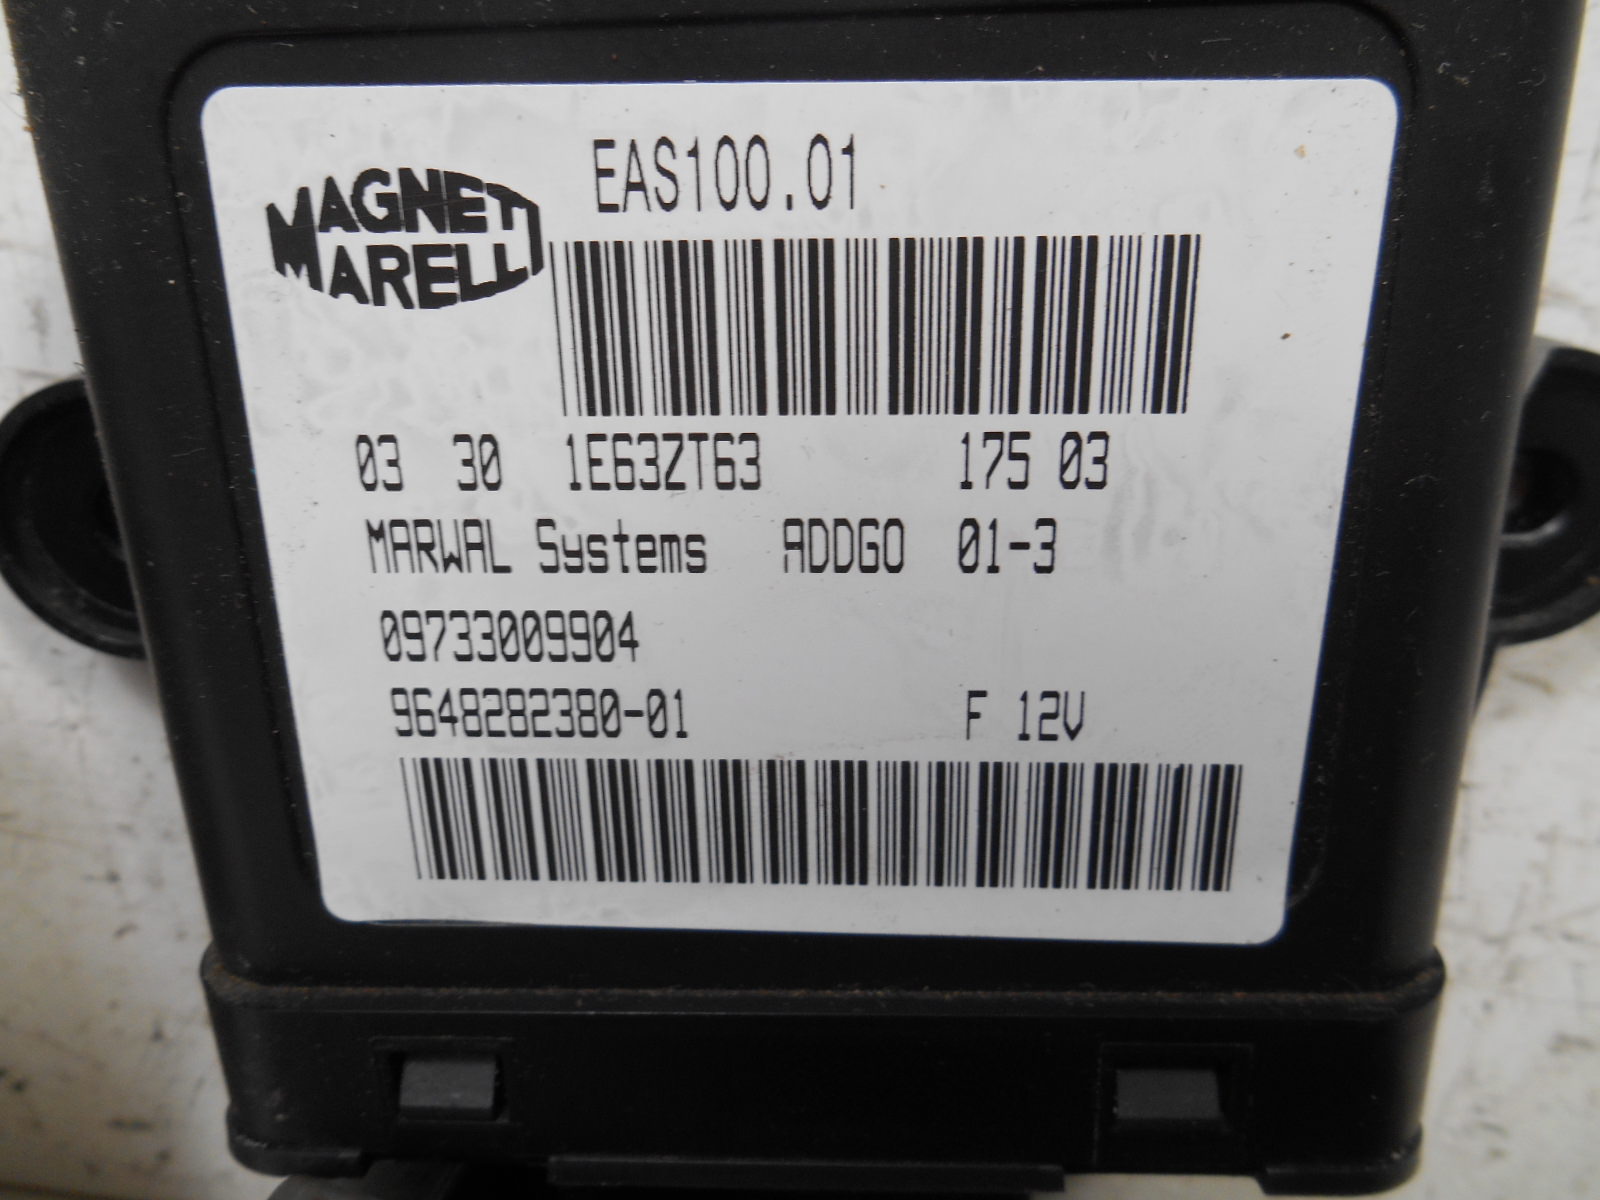 EAS100.01
MAGNETI
MARELLI
03 30 1E63ZT63 175 03
MARWAL Systems ADDGO 01-3
09733009904
9648282380-01 F 12V